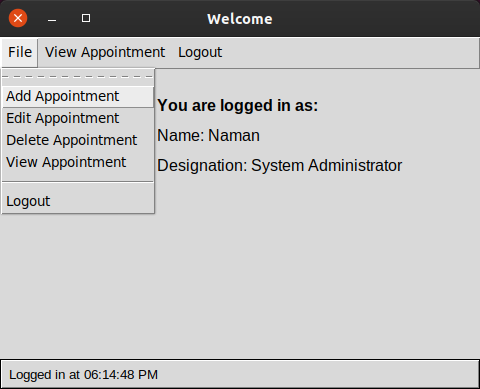 Welcome
File View Appointment Logout
Add Appointment
Edit Appointment
Delete Appointment
View Appointment
Logout
You are logged in as:
Name: Naman
Designation: System Administrator
Logged in at 06:14:48 PM